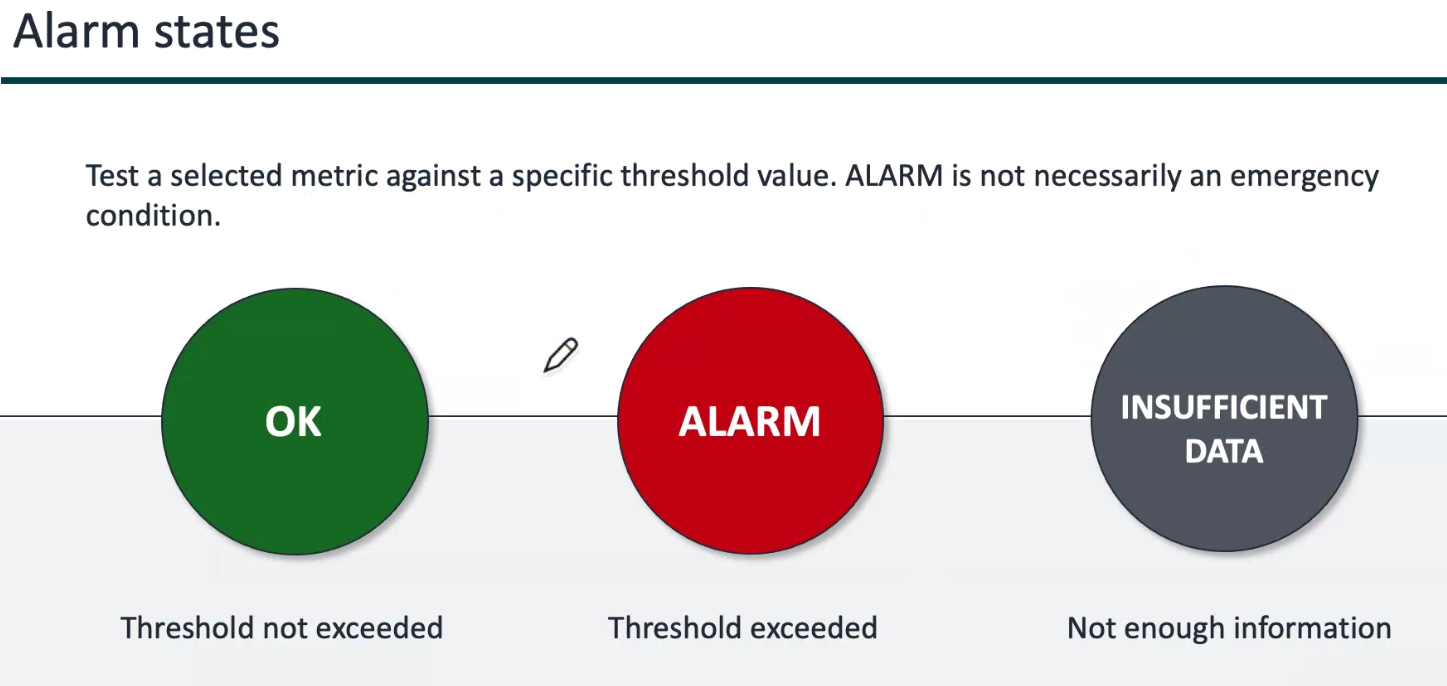 Alarm states
Test a selected metric against a specific threshold value. ALARM is not necessarily an emergency
condition.
OK
ALARM
INSUFFICIENT
DATA
Threshold not exceeded
Threshold exceeded
Not enough information